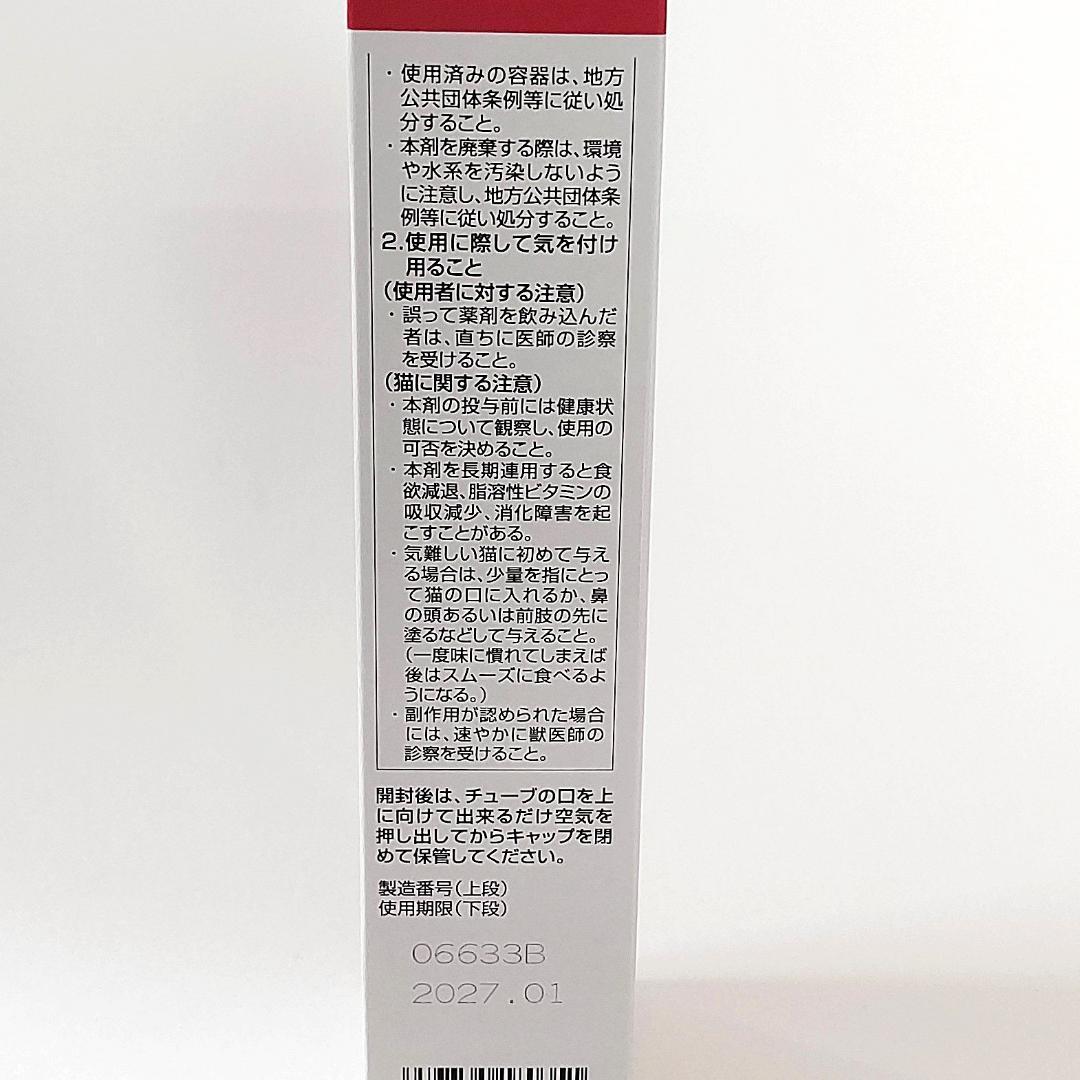 ・使用済みの容器は、地方
公共団体条例等に従い処
分すること。
・本剤を廃棄する際は、環境
や水系を汚染しないよう
に注意し、地方公共団体条
例等に従い処分すること。
2.使用に際して気を付け
用ること
（使用者に対する注意）
・誤って薬剤を飲み込んだ
者は、直ちに医師の診察
を受けること。
（猫に関する注意）
・本剤の投与前には健康状
態について観察し、使用の
可否を決めること。
・本剤を長期連用すると食
欲減退、脂溶性ビタミンの
吸収減少、消化障害を起
こすことがある。
・気難しい猫に初めて与え
る場合は、少量を指にとっ
て猫の口に入れるか、鼻
の頭あるいは前肢の先に
塗るなどして与えること。
（一度味に慣れてしまえば
後はスムーズに食べるよ
うになる。）
・副作用が認められた場合
には、速やかに獣医師の
診察を受けること。
開封後は、チューブの口を上
に向けて出来るだけ空気を
押し出してからキャップを閉
めて保管してください。
製造番号（上段）
使用期限（下段）
06633B
2027.01